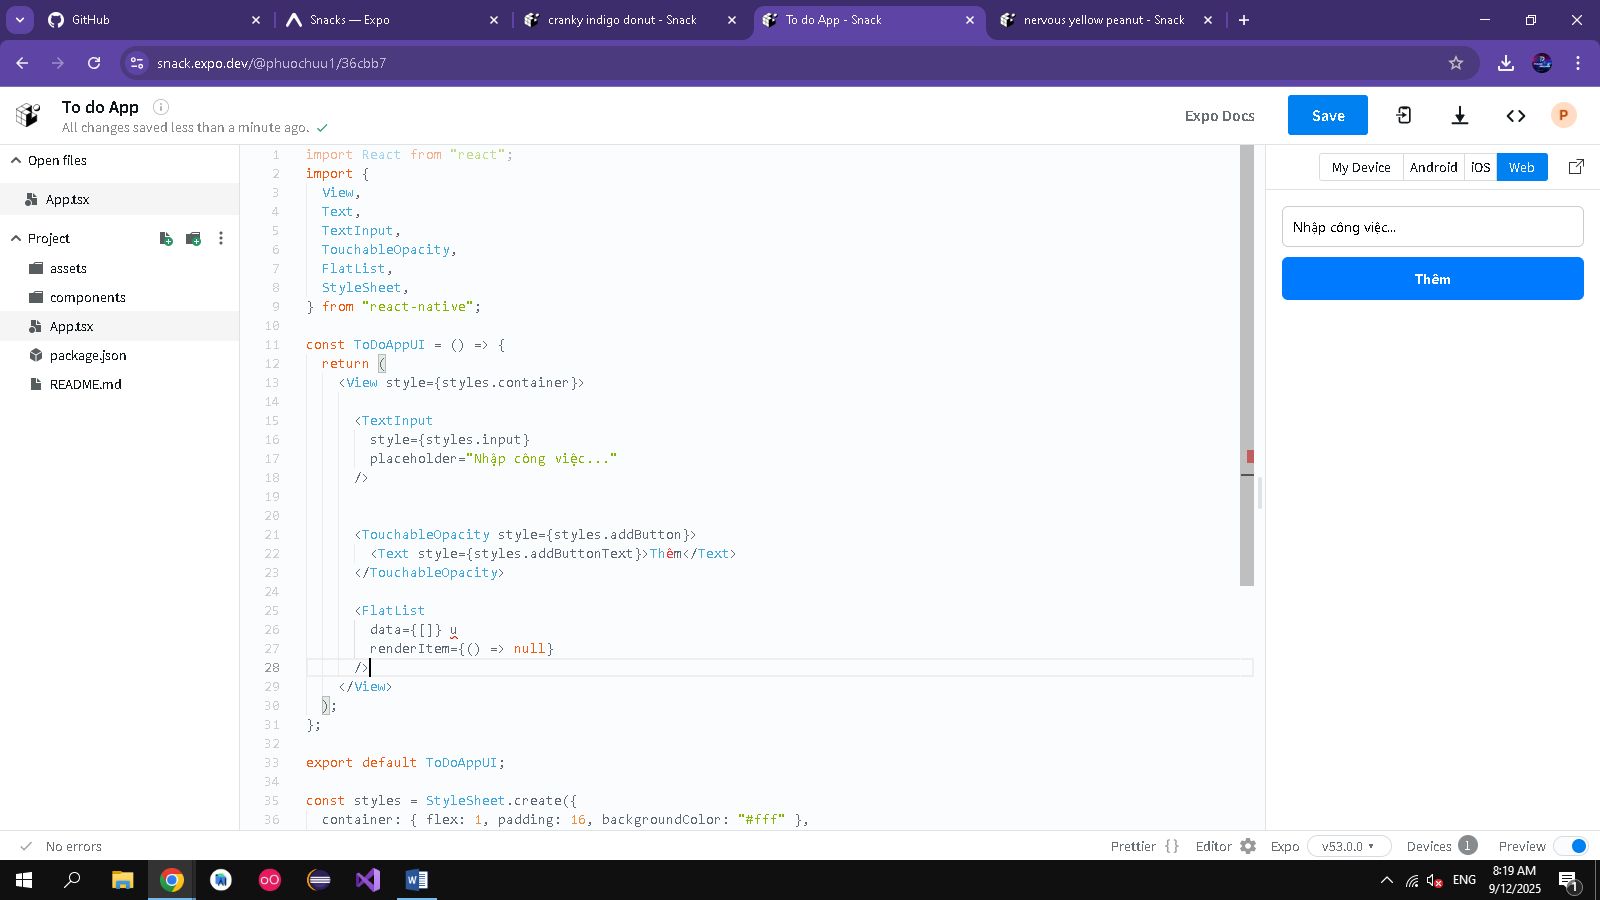 GitHub
Snacks — Expo
cranky indigo donut - Snack
To do App - Snack
nervous yellow peanut - Snack
snack.expo.dev/@phuochuu1/36cbb7
To do App
All changes saved less than a minute ago.
Expo Docs
Save
P
Open files
App.tsx
Project
assets
components
App.tsx
package.json
README.md
1 import React from "react";
2 import {
3 View,
4 Text,
5 TextInput,
6 TouchableOpacity,
7 FlatList,
8 StyleSheet,
9 } from "react-native";
10
11 const ToDoAppUI = () => {
12 return (
13 <View style={styles.container}>
14
15 <TextInput
16 style={styles.input}
17 placeholder="Nhập công việc..."
18 />
19
20
21 <TouchableOpacity style={styles.addButton}>
22 <Text style={styles.addButtonText}>Thêm</Text>
23 </TouchableOpacity>
24
25 <FlatList
26 data={[]} u
27 renderItem={() => null}
28 />
29 </View>
30 );
31 };
32
33 export default ToDoAppUI;
34
35 const styles = StyleSheet.create({
36 container: { flex: 1, padding: 16, backgroundColor: "#fff" },
My Device
Android
iOS
Web
Nhập công việc...
Thêm
No errors
Prettier { }
Editor
Expo
v53.0.0
Devices 1
Preview
ENG
8:19 AM
9/12/2025
1